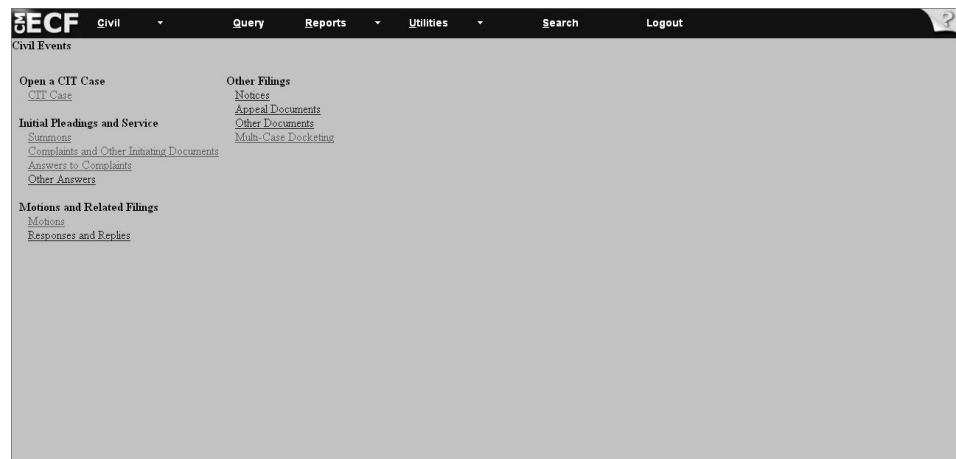 CM ECF Civil Query Reports Utilities Search Logout ?
Civil Events
Open a CIT Case
CIT Case
Initial Pleadings and Service
Summons
Complaints and Other Initiating Documents
Answers to Complaints
Other Answers
Motions and Related Filings
Motions
Responses and Replies
Other Filings
Notices
Appeal Documents
Other Documents
Multi-Case Docketing